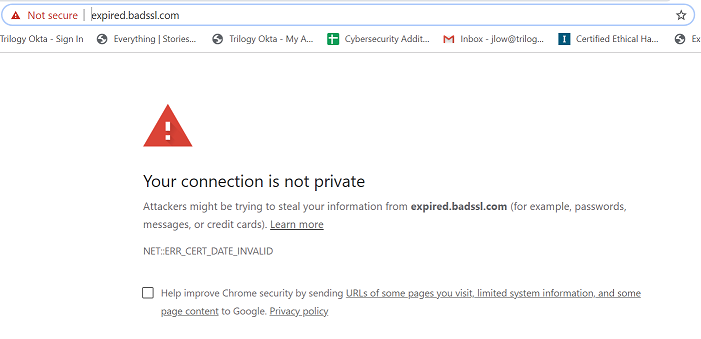 Not secure | expired.badssl.com
Trilogy Okta - Sign In Everything | Stories... Trilogy Okta - My A... Cybersecurity Addit... Inbox - jlow@trilog... Certified Ethical Ha... Ex
Your connection is not private
Attackers might be trying to steal your information from expired.badssl.com (for example, passwords,
messages, or credit cards). Learn more
NET::ERR_CERT_DATE_INVALID
Help improve Chrome security by sending URLs of some pages you visit, limited system information, and some
page content to Google. Privacy policy